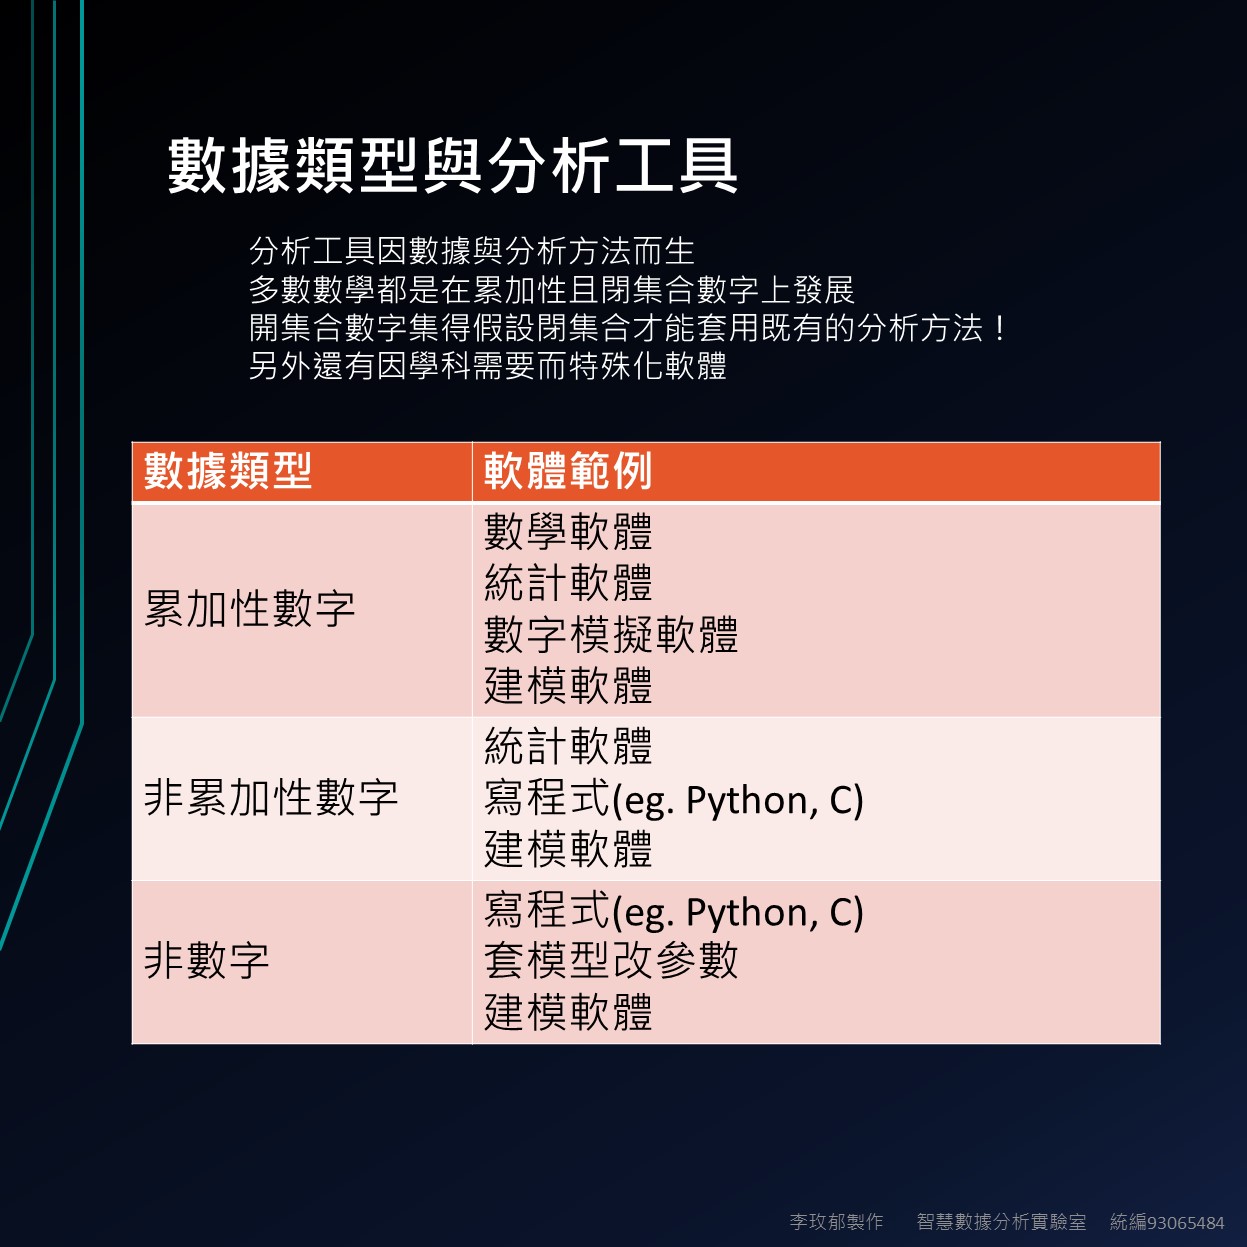 數據類型與分析工具
分析工具因數據與分析方法而生
多數數學都是在累加性且閉集合數字上發展
開集合數字集得假設閉集合才能套用既有的分析方法！
另外還有因學科需要而特殊化軟體
數據類型
軟體範例
累加性數字
數學軟體
統計軟體
數字模擬軟體
建模軟體
非累加性數字
統計軟體
寫程式(eg. Python, C)
建模軟體
非數字
寫程式(eg. Python, C)
套模型改參數
建模軟體
李玫郁製作 智慧數據分析實驗室 統編93065484